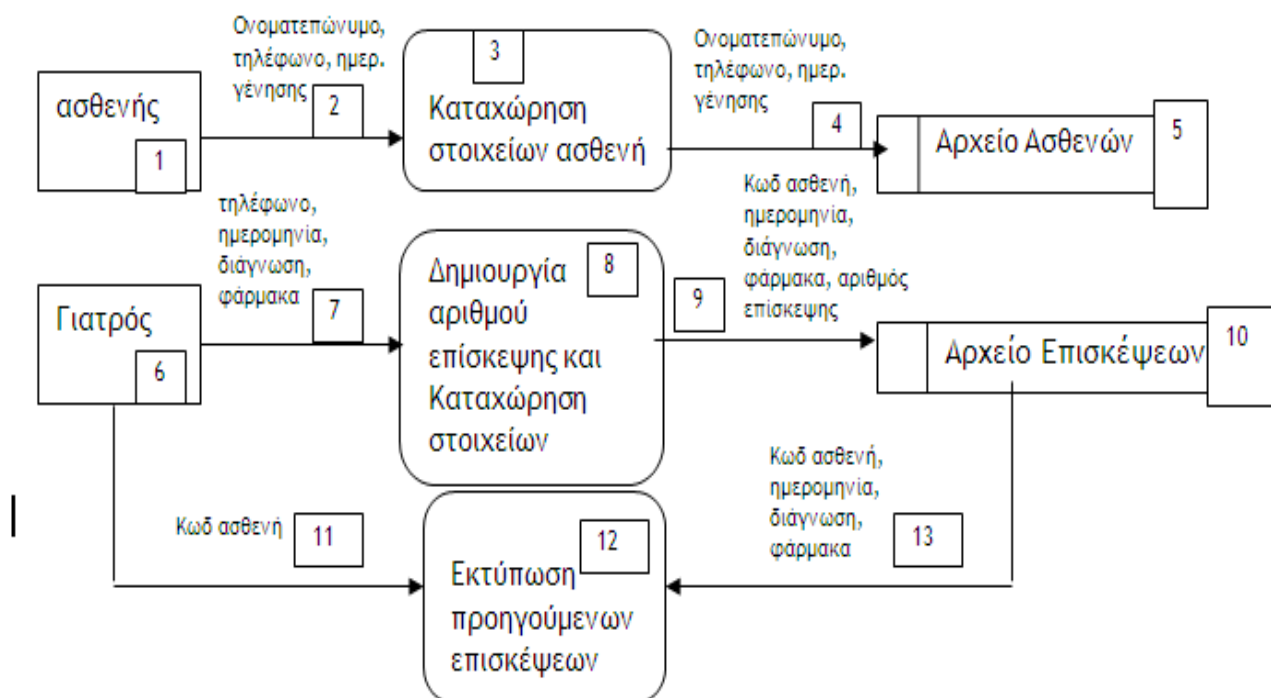 Ονοματεπώνυμο,
τηλέφωνο, ημερ.
γένησης
2
ασθενής
1
3
Καταχώρηση
στοιχείων ασθενή
Ονοματεπώνυμο,
τηλέφωνο, ημερ.
γένησης
4
Αρχείο Ασθενών
5
τηλέφωνο,
ημερομηνία,
διάγνωση,
φάρμακα
7
Γιατρός
6
8
Δημιουργία
αριθμού
επίσκεψης και
Καταχώρηση
στοιχείων
Κωδ ασθενή,
ημερομηνία,
διάγνωση,
φάρμακα, αριθμός
επίσκεψης
9
Αρχείο Επισκέψεων
10
Κωδ ασθενή
11
12
Εκτύπωση
προηγούμενων
επισκέψεων
Κωδ ασθενή,
ημερομηνία,
διάγνωση,
φάρμακα
13